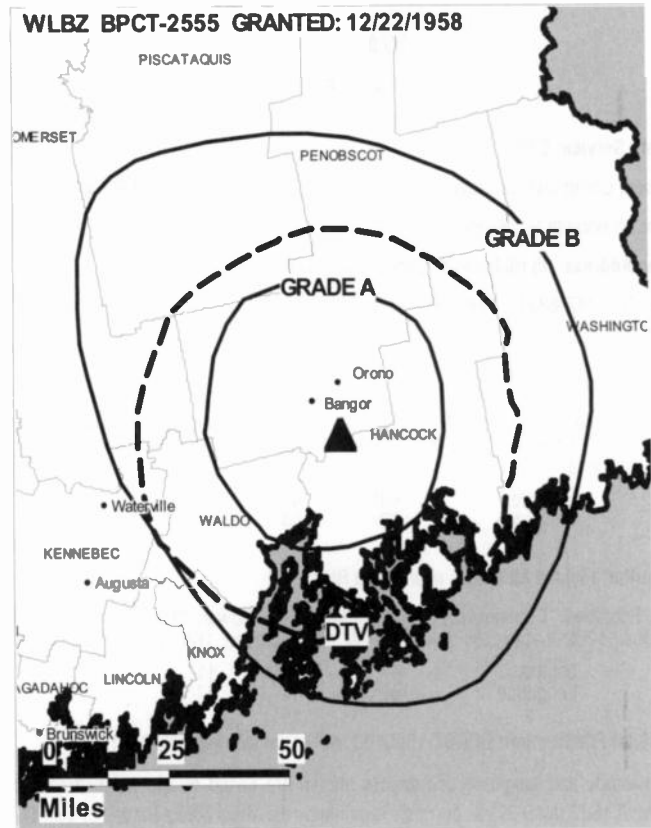 WLBZ BPCT-2555 GRANTED: 12/22/1958
PISCATAQUIS
OMERSET
PENOBSCOT
GRADE B
GRADE A
WASHINGTO
Orono
Bangor
HANCOCK
Waterville
WALDO
KENNEBEC
Augusta
DTV
KNOX
LINCOLN
AGADAHOC
Brunswick
0 25 50
Miles